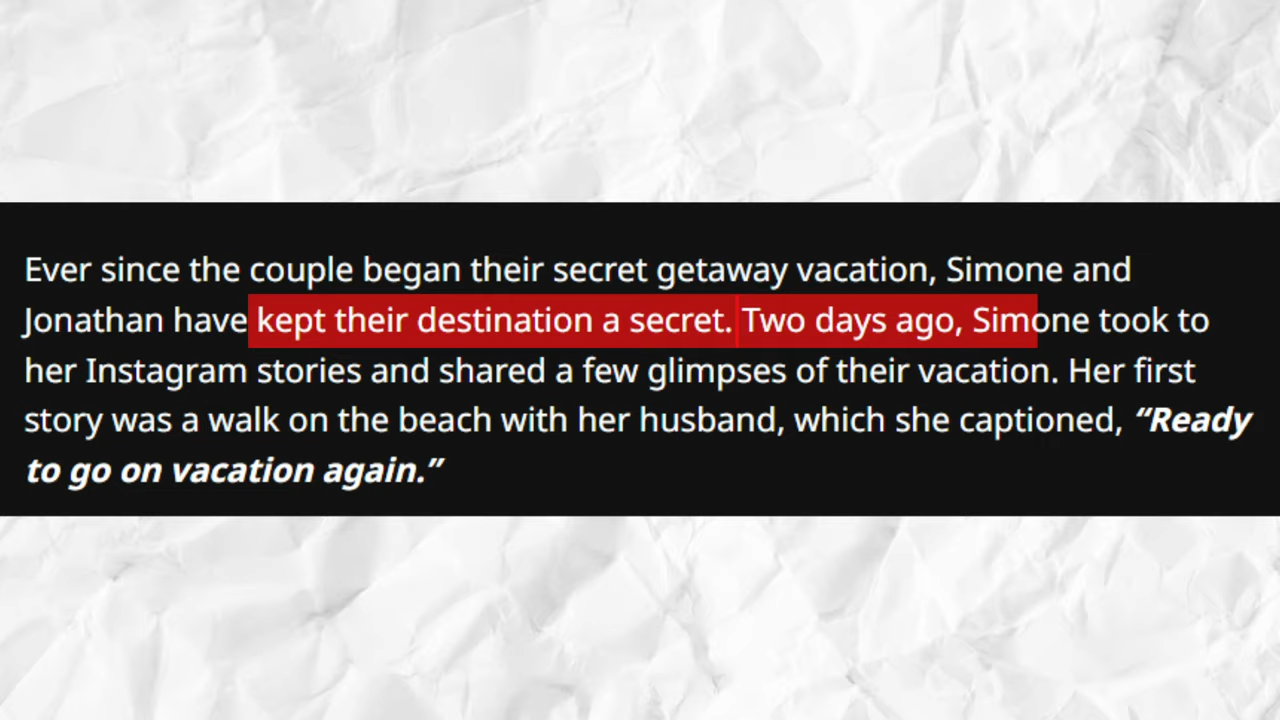 Ever since the couple began their secret getaway vacation, Simone and
Jonathan have kept their destination a secret. Two days ago, Simone took to
her Instagram stories and shared a few glimpses of their vacation. Her first
story was a walk on the beach with her husband, which she captioned, “Ready
to go on vacation again.”